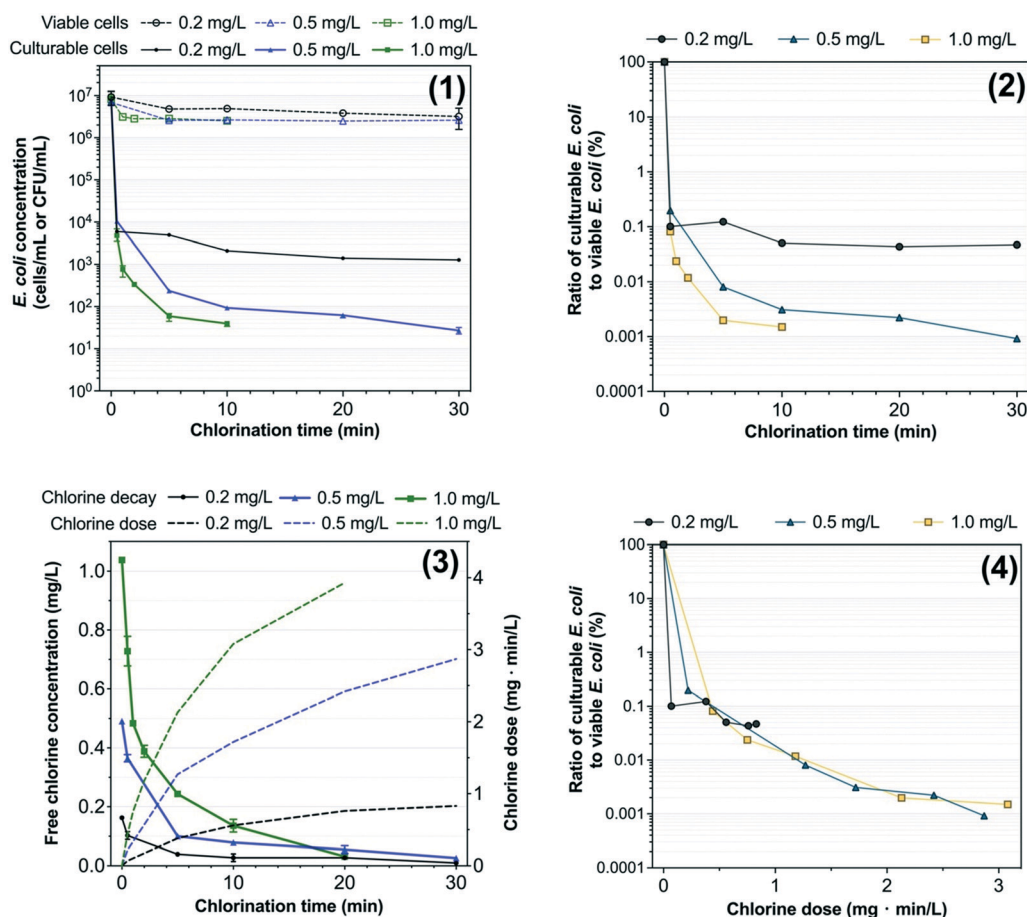 Viable cells 0.2 mg/L 0.5 mg/L 1.0 mg/L
Culturable cells 0.2 mg/L 0.5 mg/L 1.0 mg/L
(1)
E. coli concentration
(cells/mL or CFU/mL)
10⁷
10⁶
10⁵
10⁴
10³
10²
10¹
10⁰
0 10 20 30
Chlorination time (min)
0.2 mg/L 0.5 mg/L 1.0 mg/L
(2)
Ratio of culturable E. coli
to viable E. coli (%)
100
10
1
0.1
0.01
0.001
0.0001
0 10 20 30
Chlorination time (min)
Chlorine decay 0.2 mg/L 0.5 mg/L 1.0 mg/L
Chlorine dose 0.2 mg/L 0.5 mg/L 1.0 mg/L
(3)
Free chlorine concentration (mg/L)
1.0
0.8
0.6
0.4
0.2
0.0
4
3
2
1
0
Chlorine dose (mg · min/L)
0 10 20 30
Chlorination time (min)
0.2 mg/L 0.5 mg/L 1.0 mg/L
(4)
Ratio of culturable E. coli
to viable E. coli (%)
100
10
1
0.1
0.01
0.001
0.0001
0 1 2 3
Chlorine dose (mg · min/L)